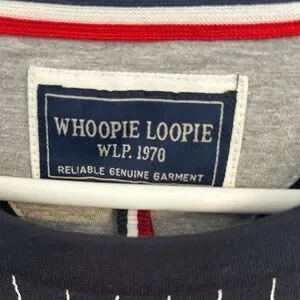 WHOOPIE LOOPIE
WLP. 1970
RELIABLE GENUINE GARMENT